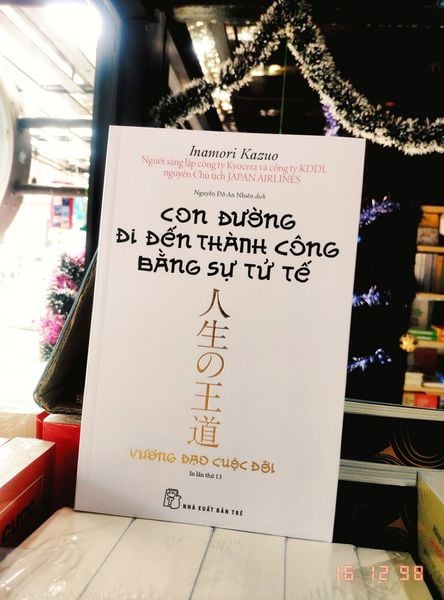 Inamori Kazuo
Người sáng lập công ty Kyocera và công ty KDDI,
nguyên Chủ tịch JAPAN AIRLINES
Nguyễn Đỗ An Nhiên dịch
CON ĐƯỜNG
ĐI ĐẾN THÀNH CÔNG
BẰNG SỰ TỬ TẾ
人生の王道
VƯƠNG ĐẠO CUỘC ĐỜI
In lần thứ 13
NHÀ XUẤT BẢN TRẺ
16 12 98